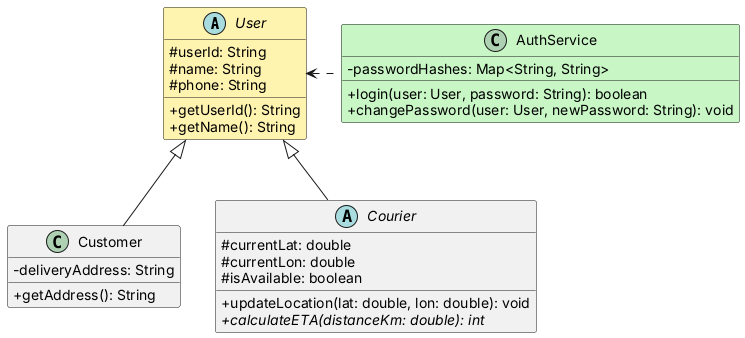 A User
#userId: String
#name: String
#phone: String
+getUserId(): String
+getName(): String
C AuthService
-passwordHashes: Map<String, String>
+login(user: User, password: String): boolean
+changePassword(user: User, newPassword: String): void
C Customer
-deliveryAddress: String
+getAddress(): String
A Courier
#currentLat: double
#currentLon: double
#isAvailable: boolean
+updateLocation(lat: double, lon: double): void
+calculateETA(distanceKm: double): int